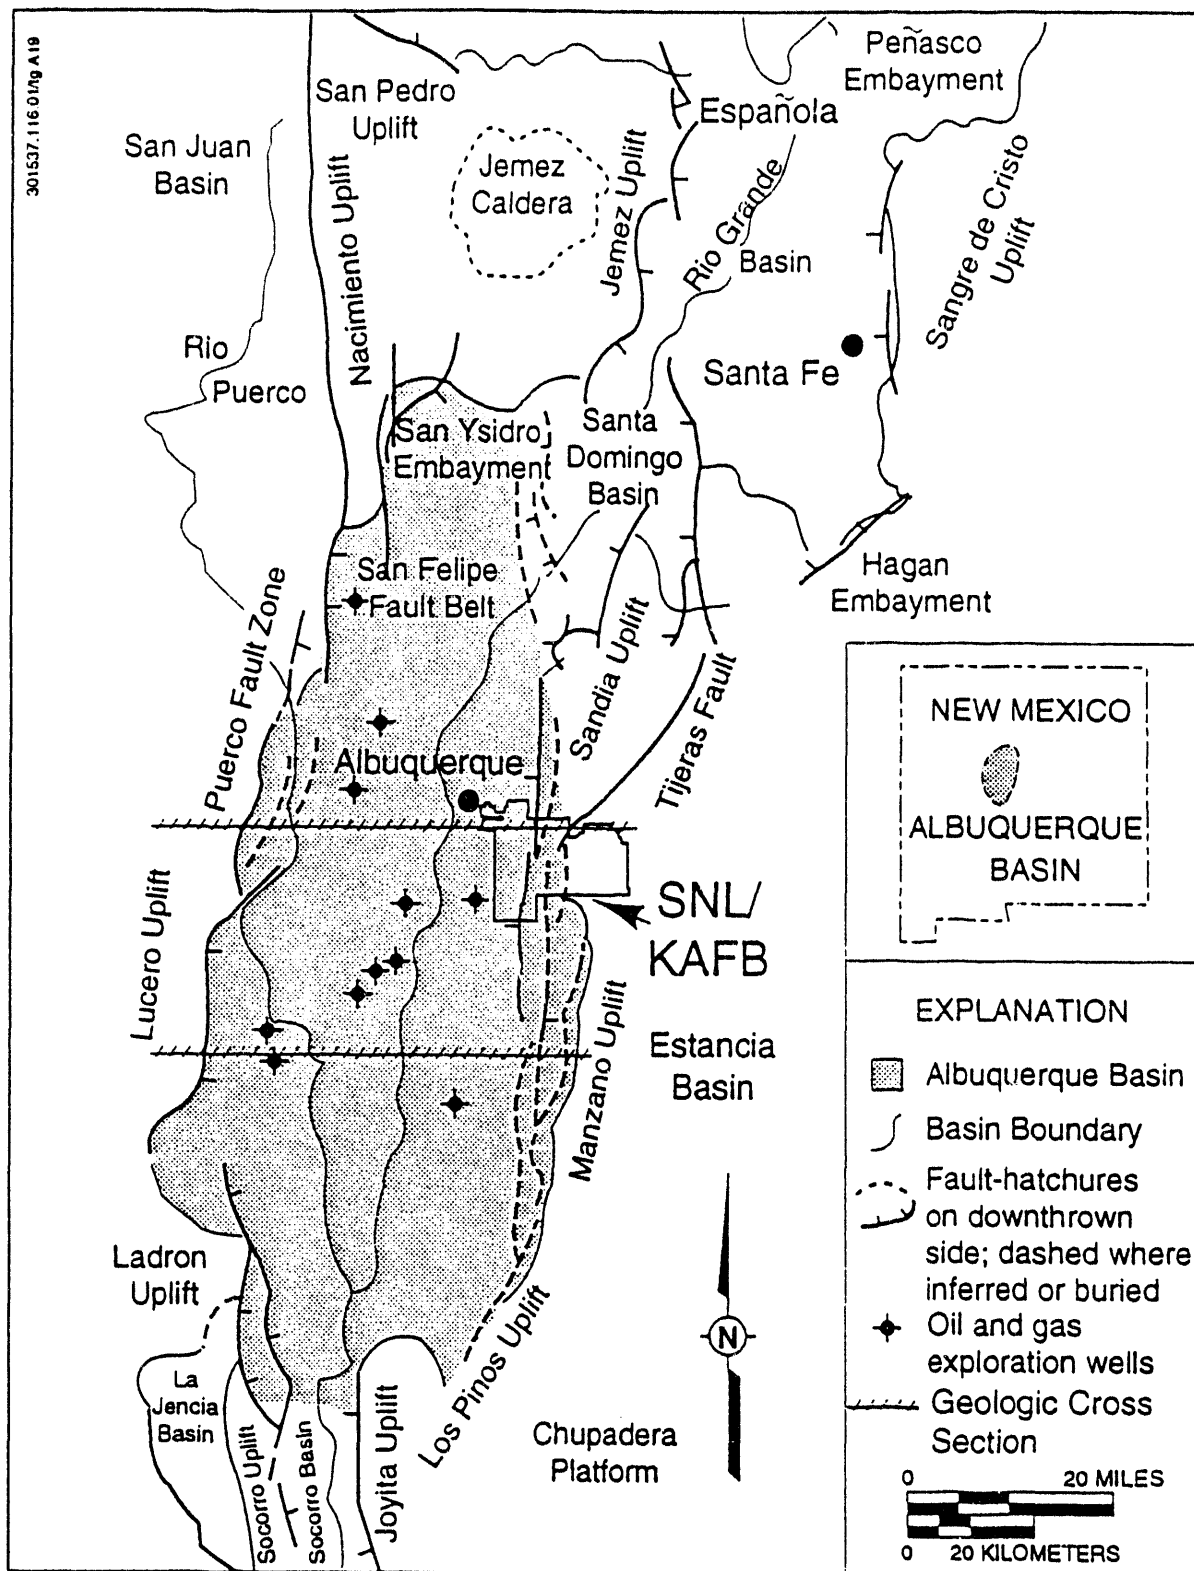 301537.116.01/tg A19
Peñasco
Embayment
San Pedro
Uplift
Española
San Juan
Basin
Jemez
Caldera
Nacimiento Uplift
Jemez Uplift
Rio Grande
Basin
Sangre de Cristo
Uplift
Rio
Puerco
Santa Fe
San Ysidro
Embayment
Santa
Domingo
Basin
San Felipe
Fault Belt
Hagan
Embayment
Puerco Fault Zone
Sandia Uplift
Tijeras Fault
Albuquerque
NEW MEXICO
ALBUQUERQUE
BASIN
Lucero Uplift
SNL/
KAFB
Manzano Uplift
Estancia
Basin
EXPLANATION
Albuquerque Basin
Basin Boundary
Fault-hatchures
on downthrown
side; dashed where
inferred or buried
Oil and gas
exploration wells
Geologic Cross
Section
0 20 MILES
0 20 KILOMETERS
Ladron
Uplift
La
Jencia
Basin
Socorro Uplift
Socorro Basin
Joyita Uplift
Los Pinos Uplift
Chupadera
Platform
N